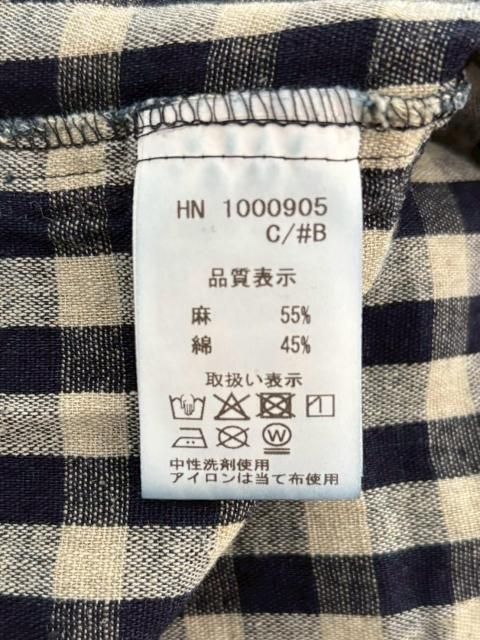 HN 1000905
C/#B
品質表示
麻 55%
綿 45%
取扱い表示
W
中性洗剤使用
アイロンは当て布使用